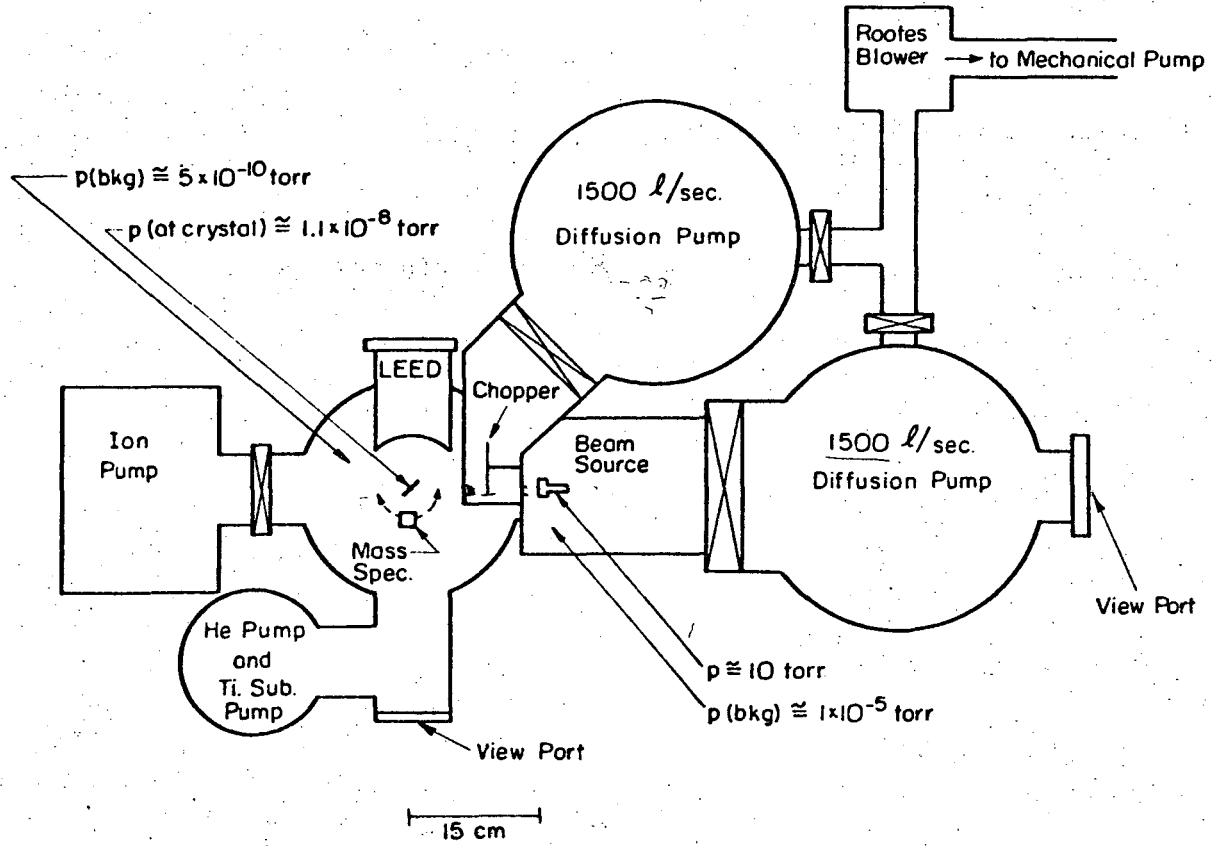 Rootes
Blower
to Mechanical Pump
p(bkg) ≅ 5 x 10⁻¹⁰ torr
p (at crystal) ≅ 1.1 x 10⁻⁸ torr
1500 l/sec.
Diffusion Pump
LEED
Chopper
Ion
Pump
Beam
Source
1500 l/sec.
Diffusion Pump
Mass
Spec.
View Port
He Pump
and
Ti. Sub.
Pump
p ≅ 10 torr
p(bkg) ≅ 1x10⁻⁵ torr
View Port
15 cm